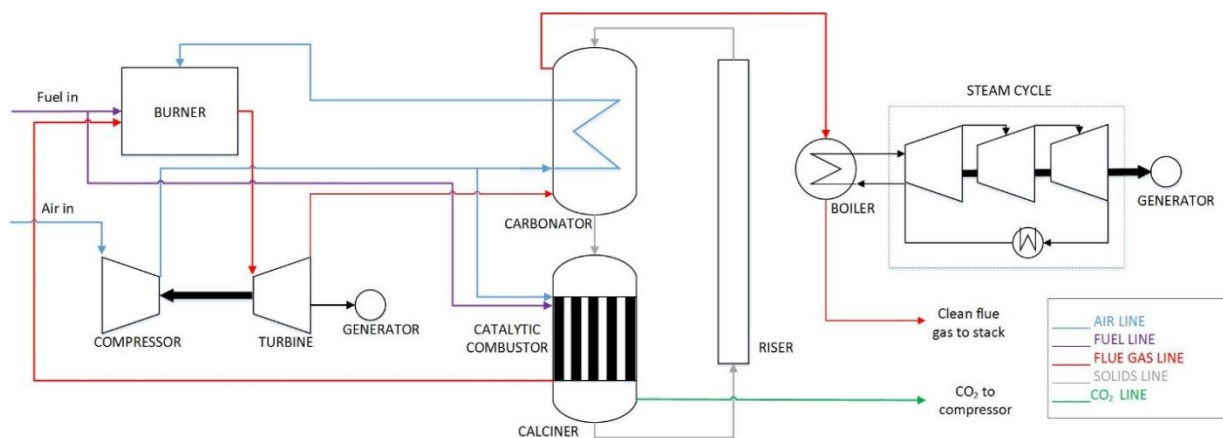 STEAM CYCLE
Fuel in
BURNER
Air in
CARBONATOR
BOILER
GENERATOR
COMPRESSOR
TURBINE
GENERATOR
CATALYTIC
COMBUSTOR
RISER
CALCINER
Clean flue
gas to stack
CO₂ to
compressor
AIR LINE
FUEL LINE
FLUE GAS LINE
SOLIDS LINE
CO₂ LINE